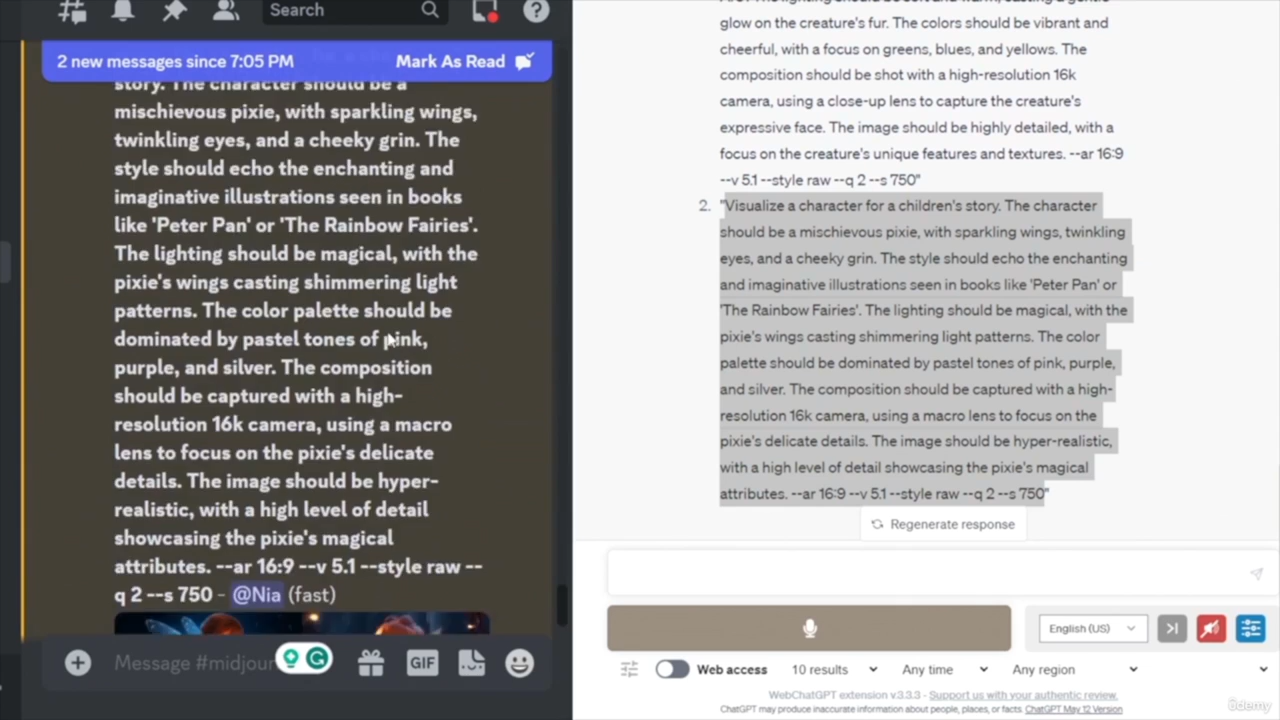 Search
2 new messages since 7:05 PM
Mark As Read
story. The character should be a
mischievous pixie, with sparkling wings,
twinkling eyes, and a cheeky grin. The
style should echo the enchanting and
imaginative illustrations seen in books
like 'Peter Pan' or 'The Rainbow Fairies'.
The lighting should be magical, with the
pixie's wings casting shimmering light
patterns. The color palette should be
dominated by pastel tones of pink,
purple, and silver. The composition
should be captured with a high-
resolution 16k camera, using a macro
lens to focus on the pixie's delicate
details. The image should be hyper-
realistic, with a high level of detail
showcasing the pixie's magical
attributes. --ar 16:9 --v 5.1 --style raw --
q 2 --s 750 - @Nia (fast)
Message #midjour
GIF
glow on the creature's fur. The colors should be vibrant and
cheerful, with a focus on greens, blues, and yellows. The
composition should be shot with a high-resolution 16k
camera, using a close-up lens to capture the creature's
expressive face. The image should be highly detailed, with a
focus on the creature's unique features and textures. --ar 16:9
--v 5.1 --style raw --q 2 --s 750"
2. "Visualize a character for a children's story. The character
should be a mischievous pixie, with sparkling wings, twinkling
eyes, and a cheeky grin. The style should echo the enchanting
and imaginative illustrations seen in books like 'Peter Pan' or
'The Rainbow Fairies'. The lighting should be magical, with the
pixie's wings casting shimmering light patterns. The color
palette should be dominated by pastel tones of pink, purple,
and silver. The composition should be captured with a high-
resolution 16k camera, using a macro lens to focus on the
pixie's delicate details. The image should be hyper-realistic,
with a high level of detail showcasing the pixie's magical
attributes. --ar 16:9 --v 5.1 --style raw --q 2 --s 750"
Regenerate response
English (US)
Web access
10 results
Any time
Any region
WebChatGPT extension v.3.3.3 - Support us with your authentic review.
ChatGPT may produce inaccurate information about people, places, or facts. ChatGPT May 12 Version
ûdemy